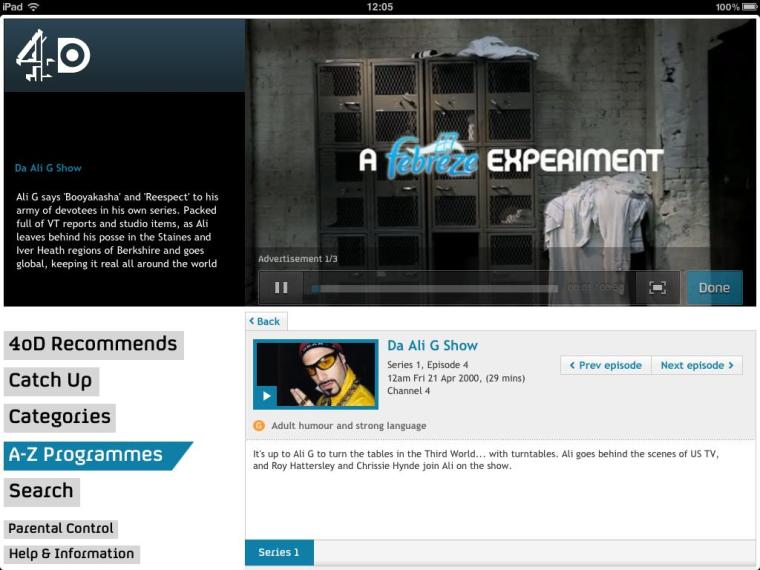 iPad
12:05
100%
4oD
Da Ali G Show
Ali G says 'Booyakasha' and 'Reespect' to his
army of devotees in his own series. Packed
full of VT reports and studio items, as Ali
leaves behind his posse in the Staines and
Iver Heath regions of Berkshire and goes
global, keeping it real all around the world
A febreze EXPERIMENT
Advertisement 1/3
Done
4oD Recommends
Catch Up
Categories
A-Z Programmes
Search
Parental Control
Help & Information
Back
Da Ali G Show
Series 1, Episode 4
12am Fri 21 Apr 2000, (29 mins)
Channel 4
Prev episode
Next episode
G Adult humour and strong language
It's up to Ali G to turn the tables in the Third World... with turntables. Ali goes behind the scenes of US TV,
and Roy Hattersley and Chrissie Hynde join Ali on the show.
Series 1